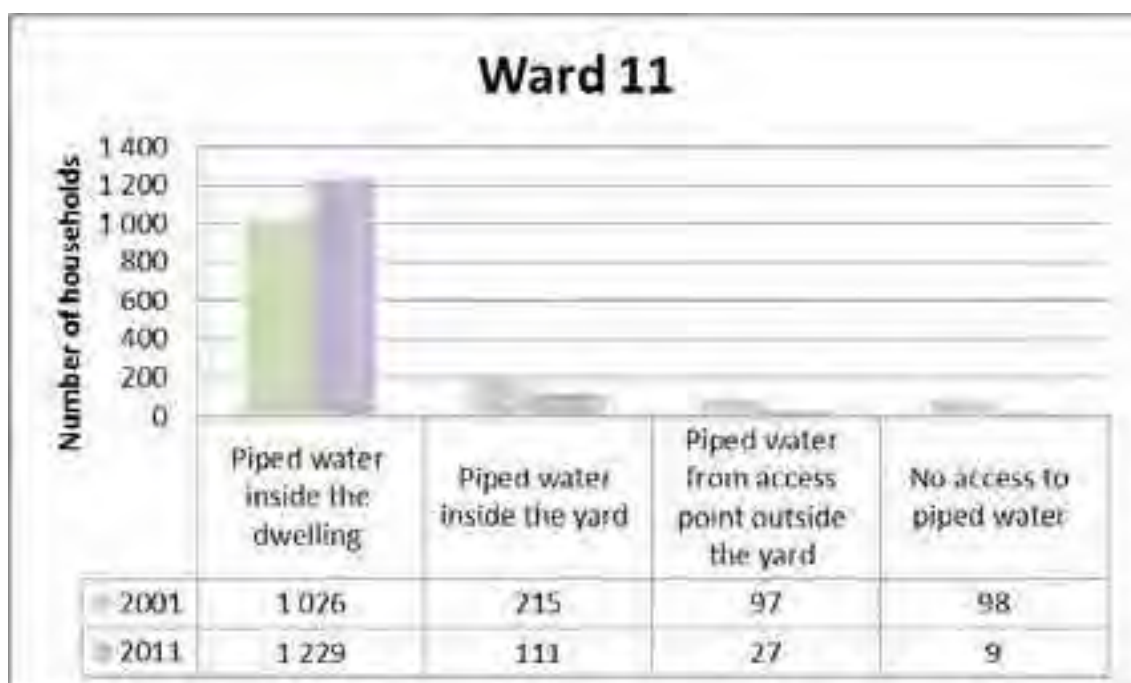 Ward 11
Number of households
1 400
1 200
1 000
800
600
400
200
0
Piped water
inside the
dwelling
Piped water
inside the yard
Piped water
from access
point outside
the yard
No access to
piped water
2001 1 026 215 97 98
2011 1 229 111 27 9